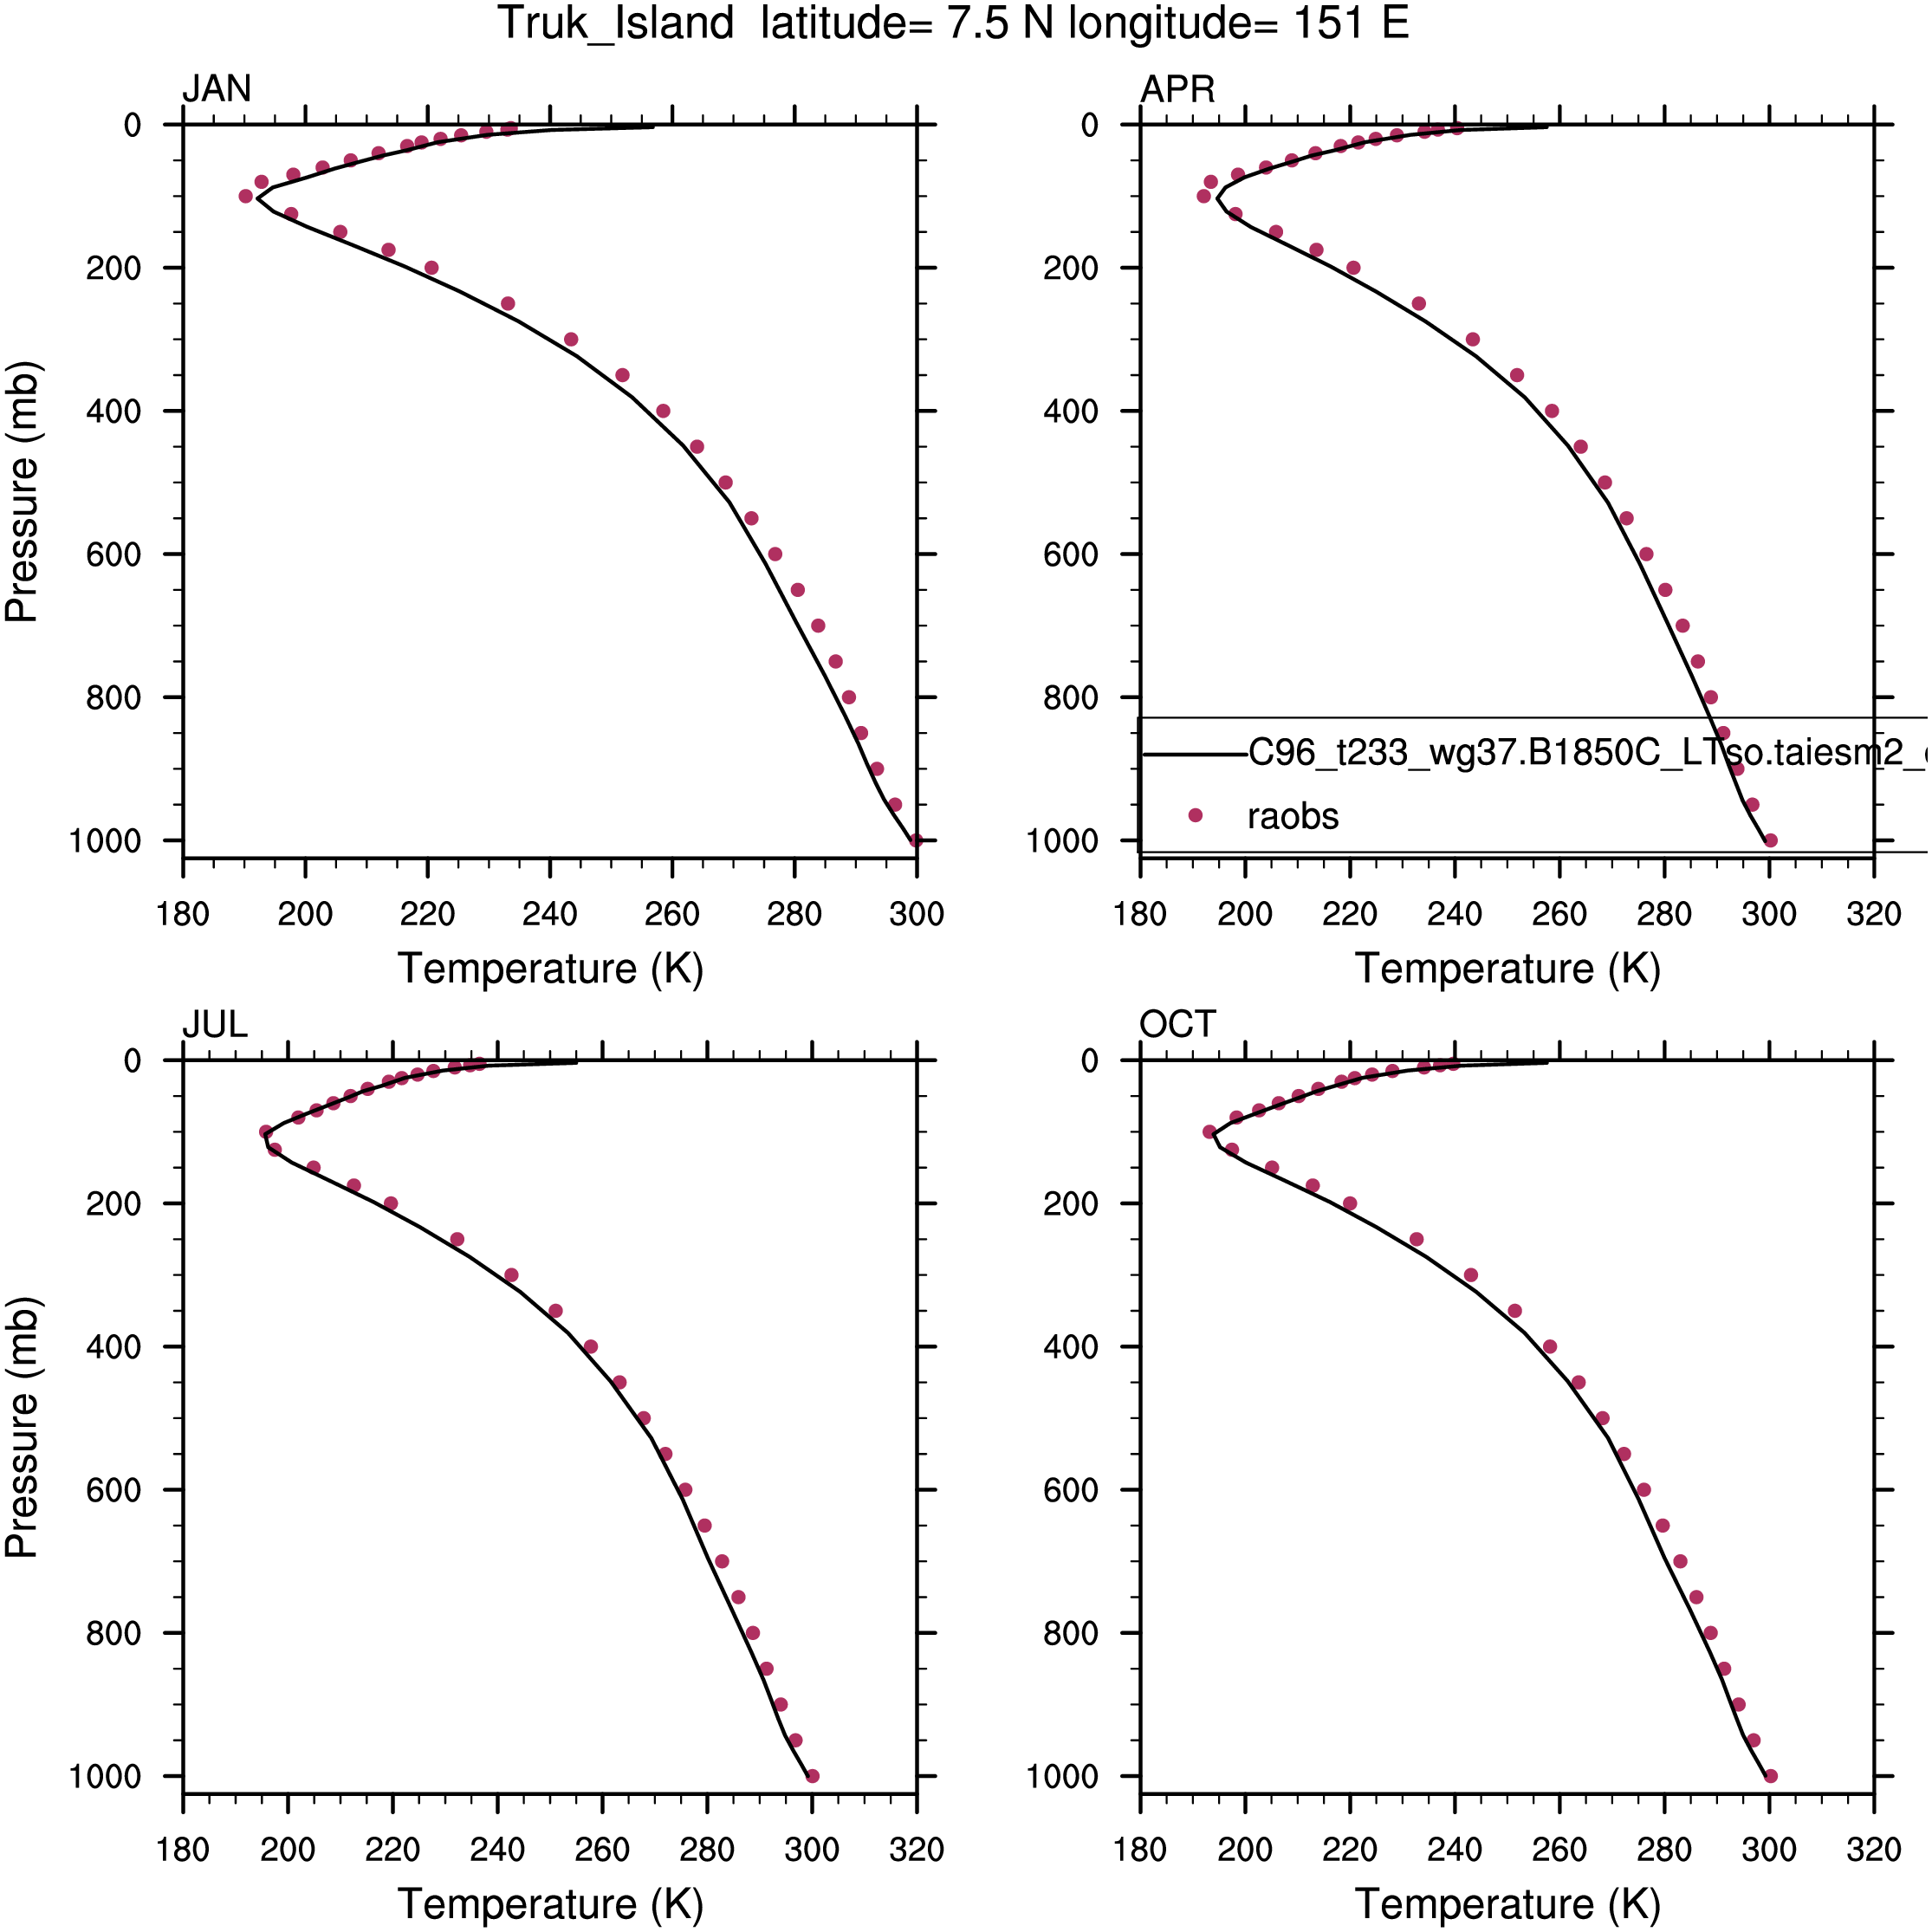 Truk_Island latitude= 7.5 N longitude= 151 E
JAN
0
200
400
600
800
1000
Pressure (mb)
180 200 220 240 260 280 300
Temperature (K)
APR
0
200
400
600
800
1000
C96_t233_wg37.B1850C_LTso.taiesm2_
raobs
180 200 220 240 260 280 300 320
Temperature (K)
JUL
0
200
400
600
800
1000
Pressure (mb)
180 200 220 240 260 280 300 320
Temperature (K)
OCT
0
200
400
600
800
1000
180 200 220 240 260 280 300 320
Temperature (K)